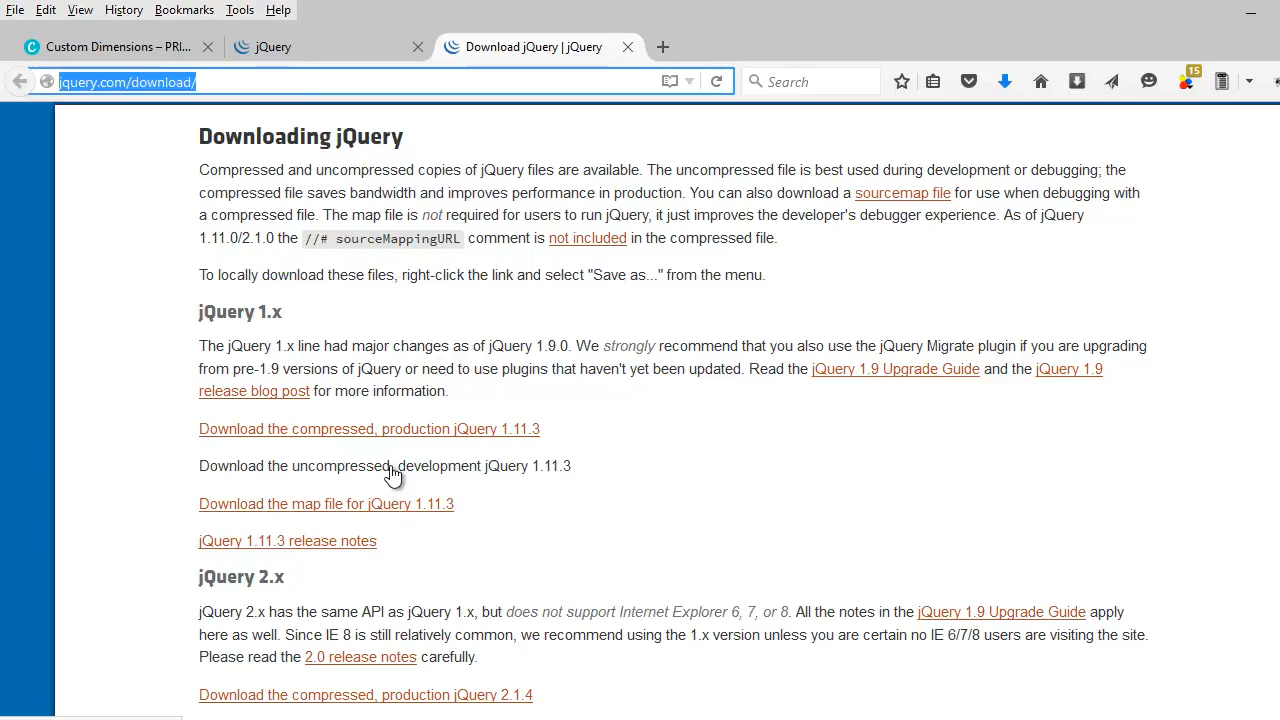 File Edit View History Bookmarks Tools Help
Custom Dimensions – PRI... jQuery Download jQuery | jQuery
jquery.com/download/ Search 15
Downloading jQuery
Compressed and uncompressed copies of jQuery files are available. The uncompressed file is best used during development or debugging; the
compressed file saves bandwidth and improves performance in production. You can also download a sourcemap file for use when debugging with
a compressed file. The map file is not required for users to run jQuery, it just improves the developer's debugger experience. As of jQuery
1.11.0/2.1.0 the //# sourceMappingURL comment is not included in the compressed file.
To locally download these files, right-click the link and select "Save as..." from the menu.
jQuery 1.x
The jQuery 1.x line had major changes as of jQuery 1.9.0. We strongly recommend that you also use the jQuery Migrate plugin if you are upgrading
from pre-1.9 versions of jQuery or need to use plugins that haven't yet been updated. Read the jQuery 1.9 Upgrade Guide and the jQuery 1.9
release blog post for more information.
Download the compressed, production jQuery 1.11.3
Download the uncompressed, development jQuery 1.11.3
Download the map file for jQuery 1.11.3
jQuery 1.11.3 release notes
jQuery 2.x
jQuery 2.x has the same API as jQuery 1.x, but does not support Internet Explorer 6, 7, or 8. All the notes in the jQuery 1.9 Upgrade Guide apply
here as well. Since IE 8 is still relatively common, we recommend using the 1.x version unless you are certain no IE 6/7/8 users are visiting the site.
Please read the 2.0 release notes carefully.
Download the compressed, production jQuery 2.1.4